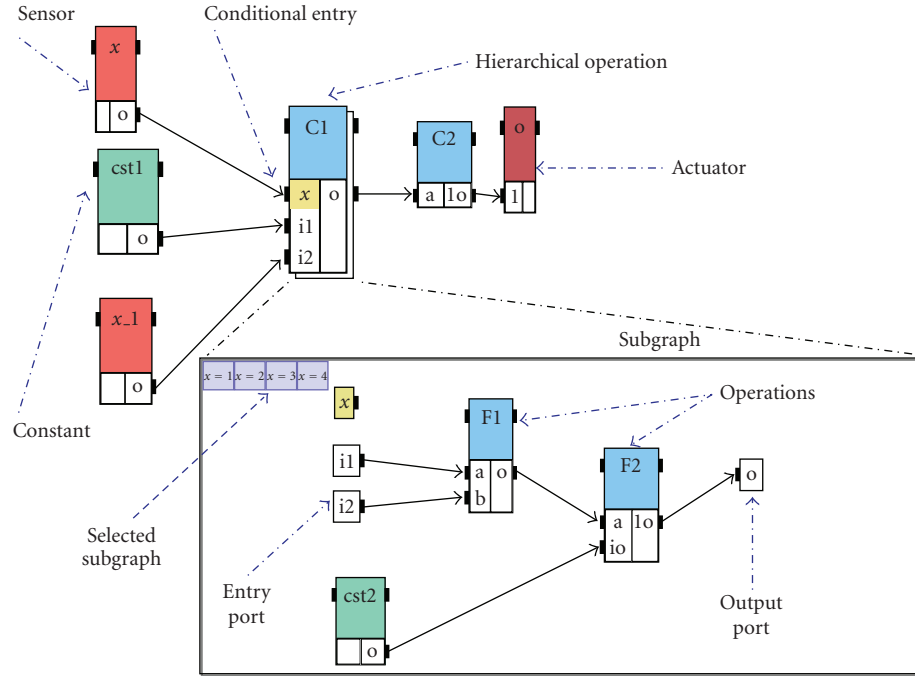 Sensor
Conditional entry
x
o
Hierarchical operation
C1
x o
i1
i2
C2
a 1o
o
1
Actuator
cst1
o
x_1
o
Constant
Subgraph
x = 1 x = 2 x = 3 x = 4
x
i1
i2
F1
a o
b
Operations
F2
a 1o
io
o
Selected
subgraph
Entry
port
cst2
o
Output
port